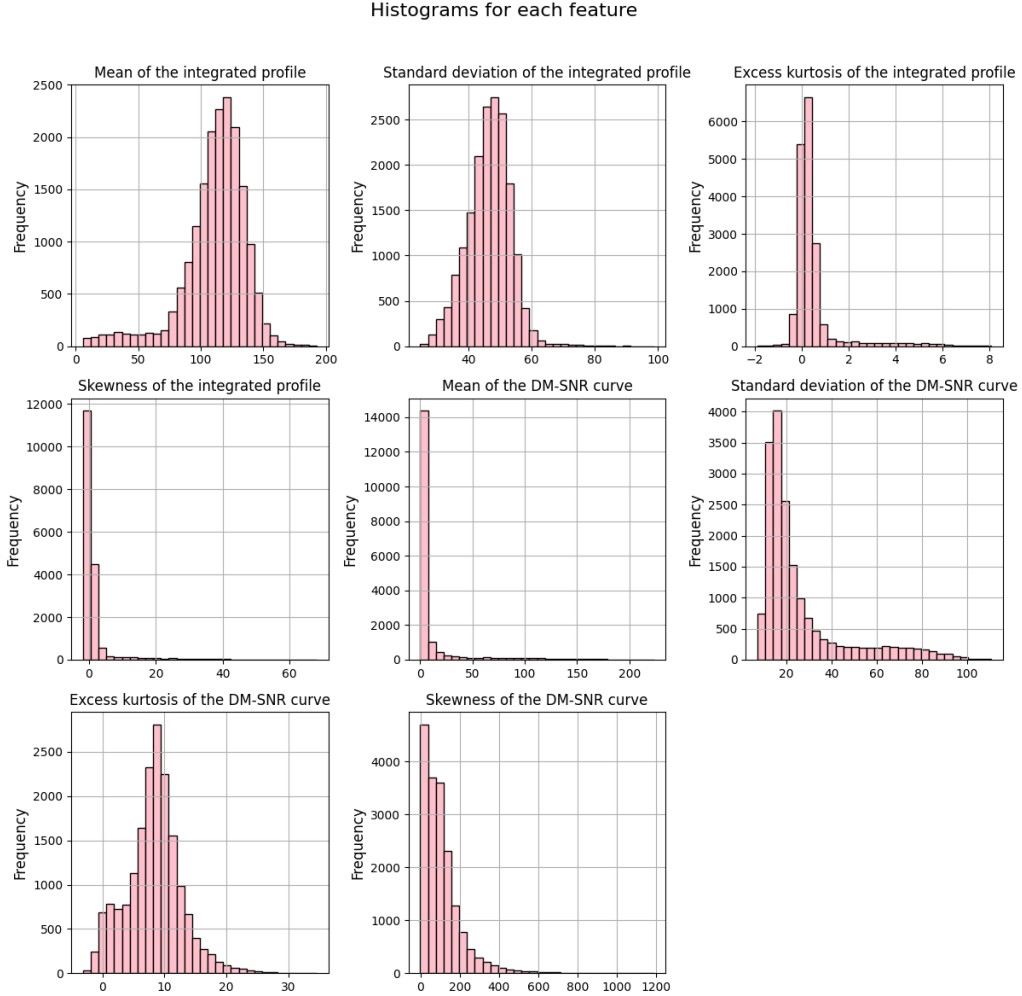 Histograms for each feature
Mean of the integrated profile
Frequency
2500
2000
1500
1000
500
0
0 50 100 150 200
Standard deviation of the integrated profile
Frequency
2500
2000
1500
1000
500
0
40 60 80 100
Excess kurtosis of the integrated profile
Frequency
6000
5000
4000
3000
2000
1000
0
−2 0 2 4 6 8
Skewness of the integrated profile
Frequency
12000
10000
8000
6000
4000
2000
0
0 20 40 60
Mean of the DM-SNR curve
Frequency
14000
12000
10000
8000
6000
4000
2000
0
0 50 100 150 200
Standard deviation of the DM-SNR curve
Frequency
4000
3500
3000
2500
2000
1500
1000
500
0
20 40 60 80 100
Excess kurtosis of the DM-SNR curve
Frequency
2500
2000
1500
1000
500
0
0 10 20 30
Skewness of the DM-SNR curve
Frequency
4000
3000
2000
1000
0
0 200 400 600 800 1000 1200